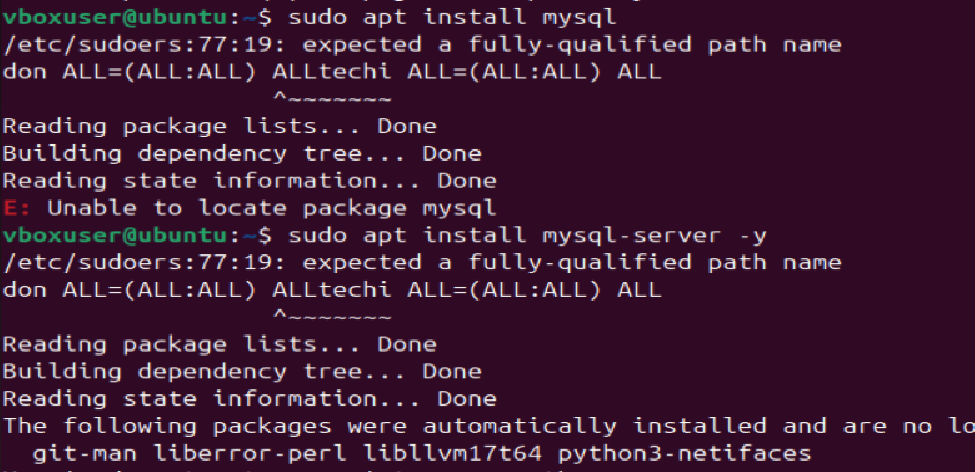 vboxuser@ubuntu:~$ sudo apt install mysql
/etc/sudoers:77:19: expected a fully-qualified path name
don ALL=(ALL:ALL) ALLtechi ALL=(ALL:ALL) ALL
                  ^~~~~~~~
Reading package lists... Done
Building dependency tree... Done
Reading state information... Done
E: Unable to locate package mysql
vboxuser@ubuntu:~$ sudo apt install mysql-server -y
/etc/sudoers:77:19: expected a fully-qualified path name
don ALL=(ALL:ALL) ALLtechi ALL=(ALL:ALL) ALL
                  ^~~~~~~~
Reading package lists... Done
Building dependency tree... Done
Reading state information... Done
The following packages were automatically installed and are no lo
  git-man liberror-perl libllvm17t64 python3-netifaces